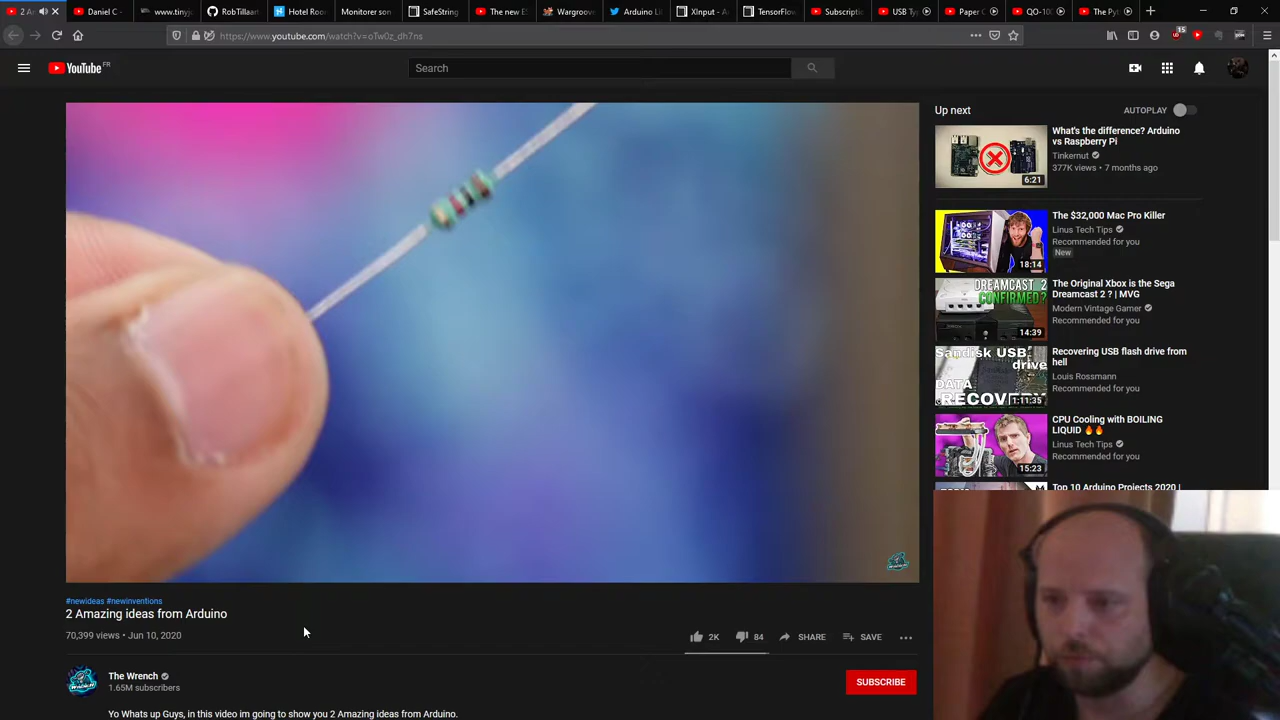 2 A
Daniel C -
www.tinyj
RobTillaar
Hotel Roo
Monitorer son
SafeString
The new E
Wargroov
Arduino Li
XInput - A
TensorFlow
Subscriptio
USB Ty
Paper C
QO-10
The Py
https://www.youtube.com/watch?v=oTw0z_dh7ns
15
YouTube FR
Search
Up next
AUTOPLAY
What's the difference? Arduino
vs Raspberry Pi
Tinkernut
377K views • 7 months ago
6:21
The $32,000 Mac Pro Killer
Linus Tech Tips
Recommended for you
New
18:14
DREAMCAST 2
CONFIRMED?
14:39
The Original Xbox is the Sega
Dreamcast 2 ? | MVG
Modern Vintage Gamer
Recommended for you
Sandisk USB
drive
DATA
RECOVERY
1:11:35
Recovering USB flash drive from
hell
Louis Rossmann
Recommended for you
CPU Cooling with BOILING
LIQUID 🔥🔥
Linus Tech Tips
Recommended for you
15:23
Top 10 Arduino Projects 2020 |
#newideas #newinventions
2 Amazing ideas from Arduino
70,399 views • Jun 10, 2020
2K
84
SHARE
SAVE
The Wrench
1.65M subscribers
SUBSCRIBE
Yo Whats up Guys, in this video im going to show you 2 Amazing ideas from Arduino.